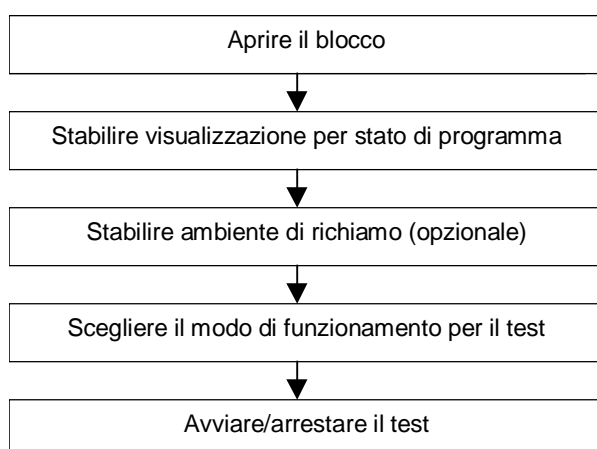 Aprire il blocco
Stabilire visualizzazione per stato di programma
Stabilire ambiente di richiamo (opzionale)
Scegliere il modo di funzionamento per il test
Avviare/arrestare il test